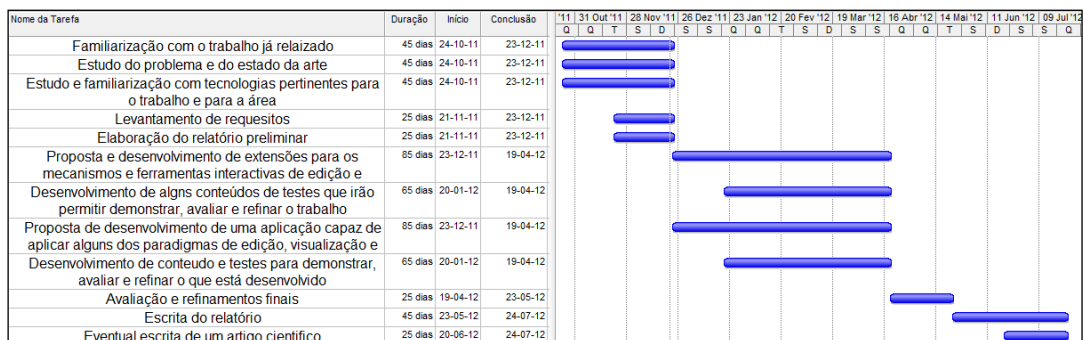 Nome da Tarefa Duração Início Conclusão '11 31 Out '11 28 Nov '11 26 Dez '11 23 Jan '12 20 Fev '12 19 Mar '12 16 Abr '12 14 Mai '12 11 Jun '12 09 Jul '12
Q Q T S D S S Q Q T S D S S Q Q T S D S S Q
Familiarização com o trabalho já relaizado 45 dias 24-10-11 23-12-11
Estudo do problema e do estado da arte 45 dias 24-10-11 23-12-11
Estudo e familiarização com tecnologias pertinentes para 45 dias 24-10-11 23-12-11
o trabalho e para a área
Levantamento de requesitos 25 dias 21-11-11 23-12-11
Elaboração do relatório preliminar 25 dias 21-11-11 23-12-11
Proposta e desenvolvimento de extensões para os 85 dias 23-12-11 19-04-12
mecanismos e ferramentas interactivas de edição e
Desenvolvimento de algns conteúdos de testes que irão 65 dias 20-01-12 19-04-12
permitir demonstrar, avaliar e refinar o trabalho
Proposta de desenvolvimento de uma aplicação capaz de 85 dias 23-12-11 19-04-12
aplicar alguns dos paradigmas de edição, visualização e
Desenvolvimento de conteudo e testes para demonstrar, 65 dias 20-01-12 19-04-12
avaliar e refinar o que está desenvolvido
Avaliação e refinamentos finais 25 dias 19-04-12 23-05-12
Escrita do relatório 45 dias 23-05-12 24-07-12
Eventual escrita de um artigo cientifico 25 dias 20-06-12 24-07-12